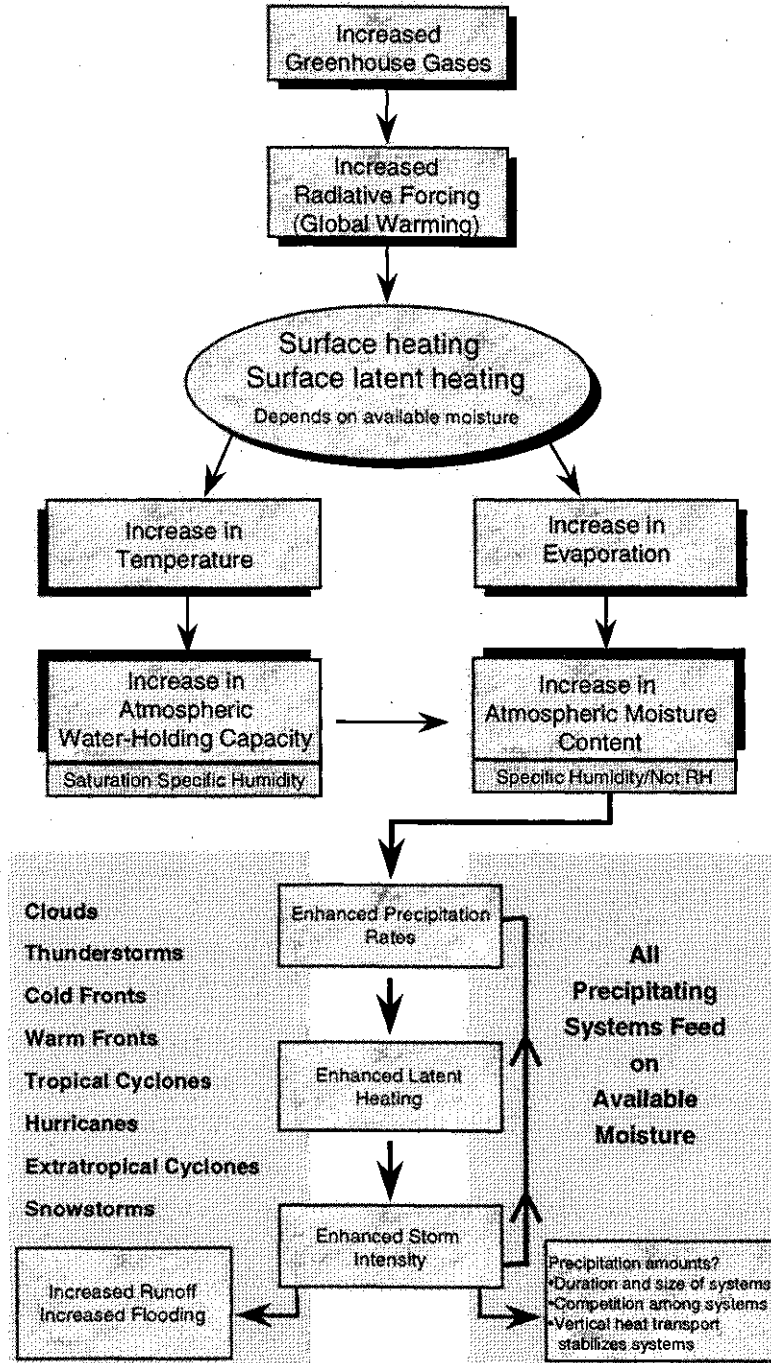 Increased
Greenhouse Gases
Increased
Radiative Forcing
(Global Warming)
Surface heating
Surface latent heating
Depends on available moisture
Increase in
Temperature
Increase in
Evaporation
Increase in
Atmospheric
Water-Holding Capacity
Saturation Specific Humidity
Increase in
Atmospheric Moisture
Content
Specific Humidity/Not RH
Clouds
Thunderstorms
Cold Fronts
Warm Fronts
Tropical Cyclones
Hurricanes
Extratropical Cyclones
Snowstorms
Enhanced Precipitation
Rates
Enhanced Latent
Heating
Enhanced Storm
Intensity
All
Precipitating
Systems Feed
on
Available
Moisture
Increased Runoff
Increased Flooding
Precipitation amounts?
•Duration and size of systems
•Competition among systems
•Vertical heat transport
stabilizes systems